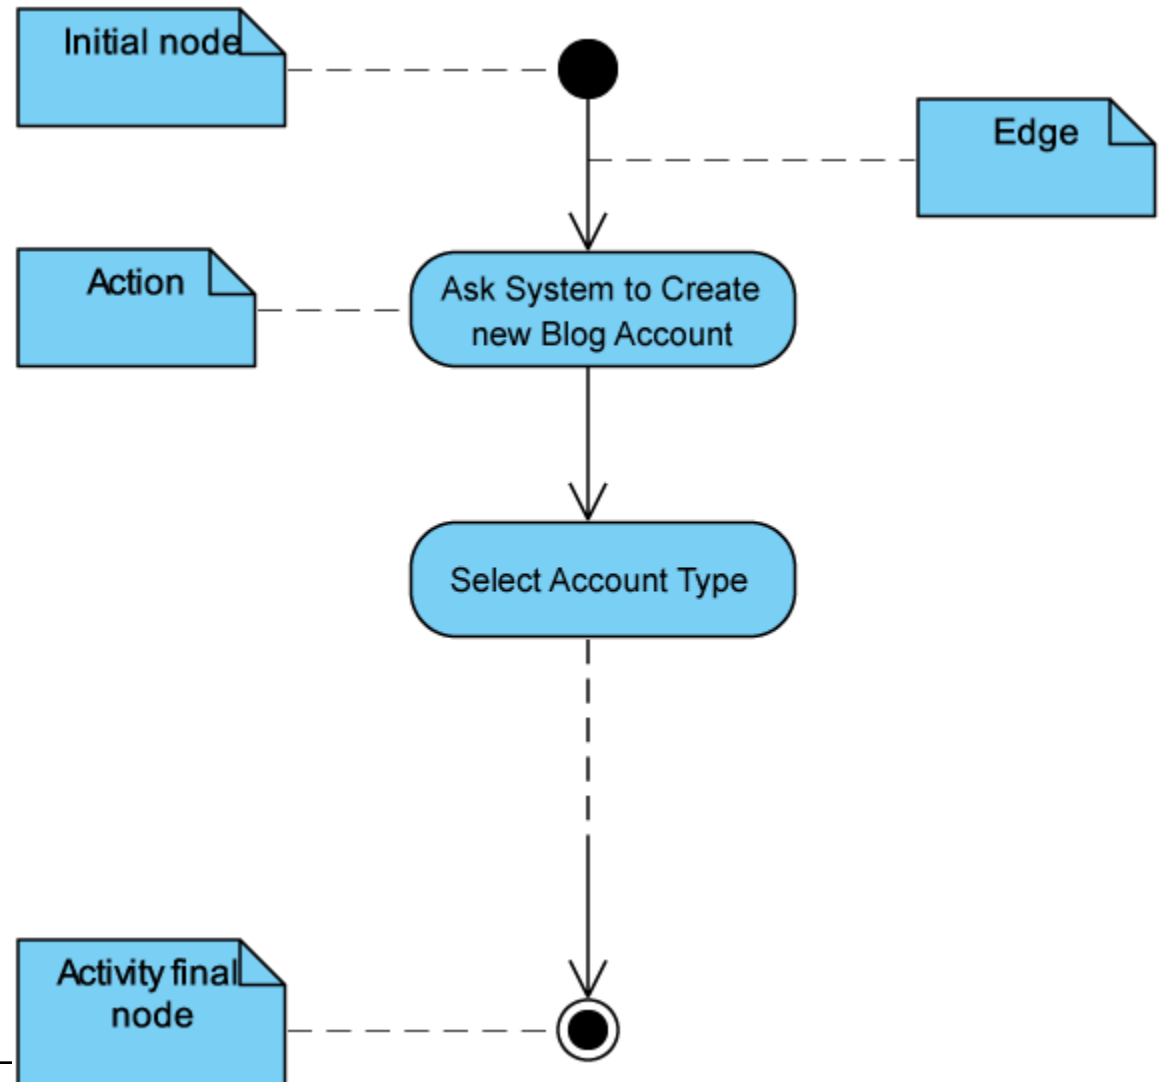 Initial node
Edge
Action
Ask System to Create
new Blog Account
Select Account Type
Activity final
node